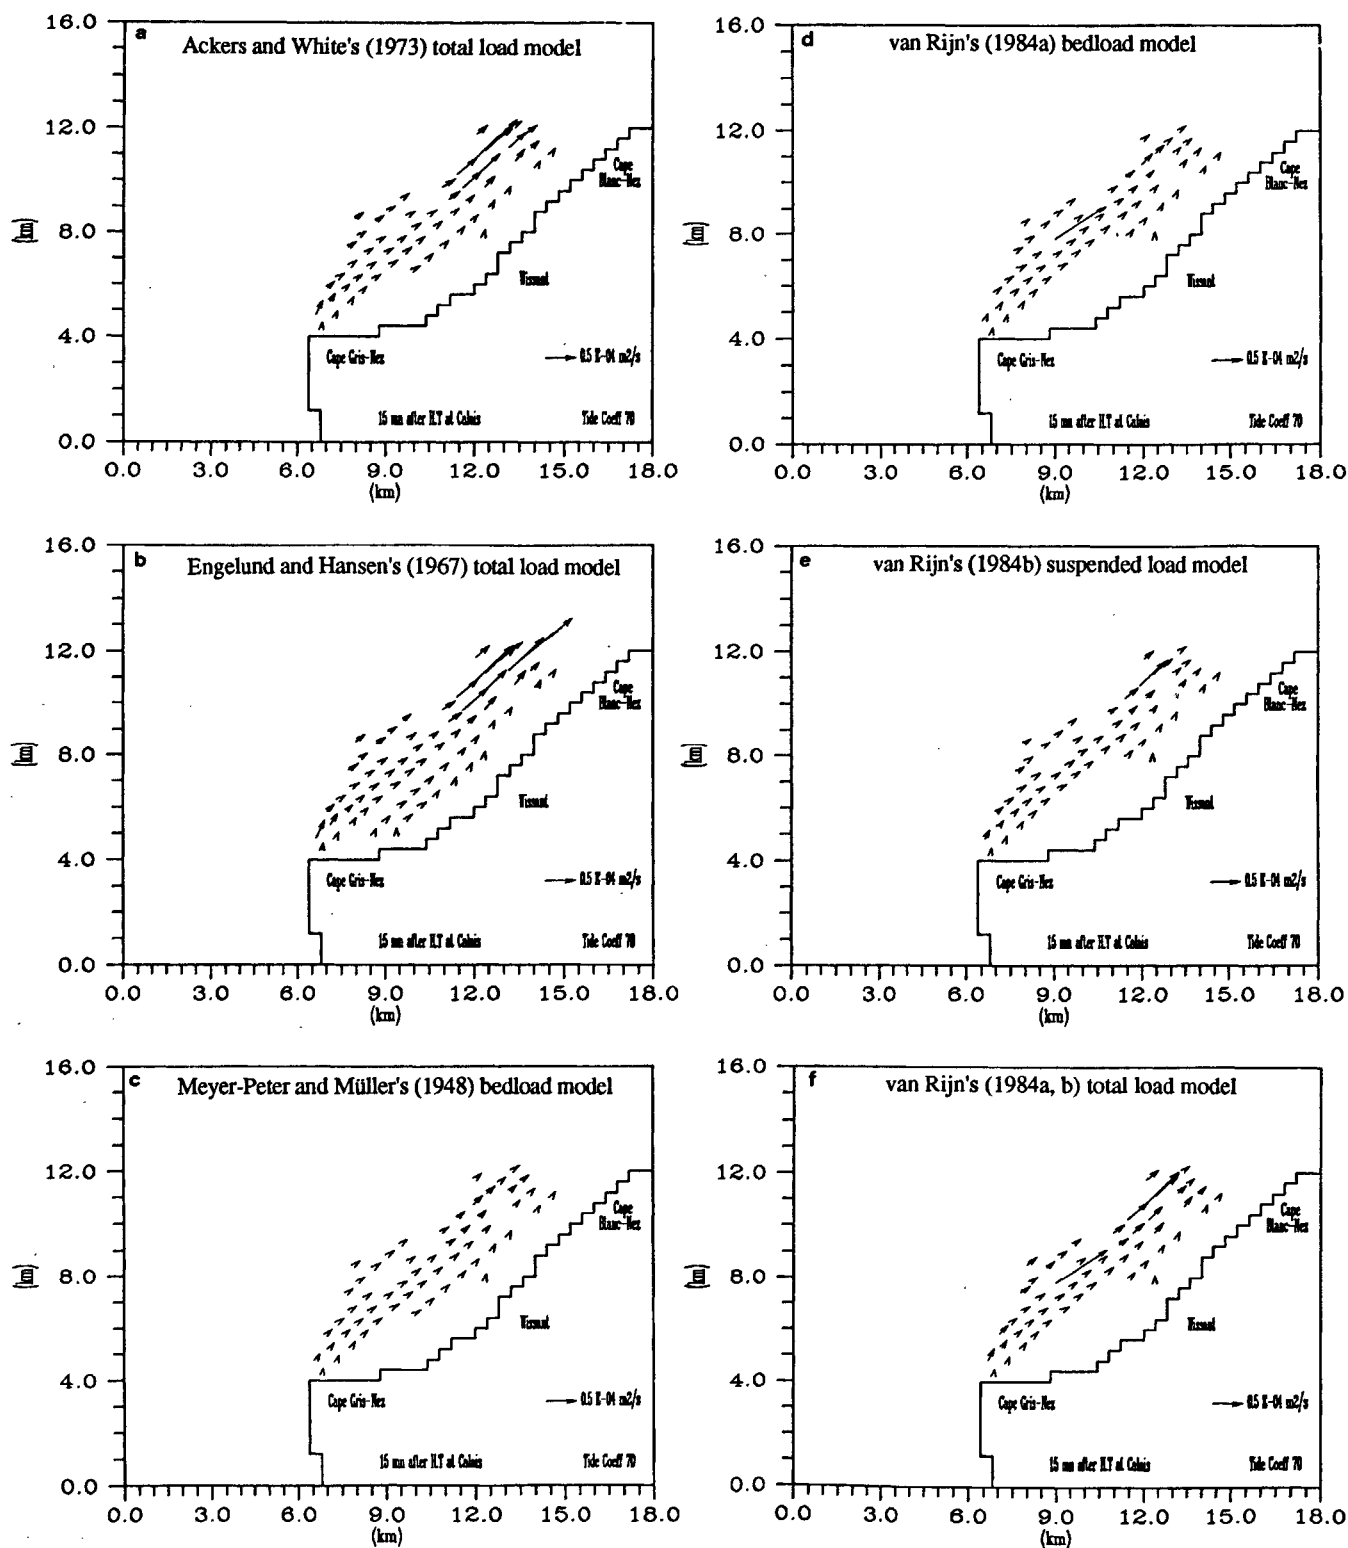 a
Ackers and White's (1973) total load model
16.0
12.0
8.0
4.0
0.0
(km)
Cape
Blanc-Nez
Wissant
Cape Gris-Nez
0.5 E-04 m2/s
15 mn after H.T at Calais
Tide Coeff 70
0.0
3.0
6.0
9.0
12.0
15.0
18.0
(km)
d
van Rijn's (1984a) bedload model
16.0
12.0
8.0
4.0
0.0
(km)
Cape
Blanc-Nez
Wissant
Cape Gris-Nez
0.5 E-04 m2/s
15 mn after H.T at Calais
Tide Coeff 70
0.0
3.0
6.0
9.0
12.0
15.0
18.0
(km)
b
Engelund and Hansen's (1967) total load model
16.0
12.0
8.0
4.0
0.0
(km)
Cape
Blanc-Nez
Wissant
Cape Gris-Nez
0.5 E-04 m2/s
15 mn after H.T at Calais
Tide Coeff 70
0.0
3.0
6.0
9.0
12.0
15.0
18.0
(km)
e
van Rijn's (1984b) suspended load model
16.0
12.0
8.0
4.0
0.0
(km)
Cape
Blanc-Nez
Wissant
Cape Gris-Nez
0.5 E-04 m2/s
15 mn after H.T at Calais
Tide Coeff 70
0.0
3.0
6.0
9.0
12.0
15.0
18.0
(km)
c
Meyer-Peter and Müller's (1948) bedload model
16.0
12.0
8.0
4.0
0.0
(km)
Cape
Blanc-Nez
Wissant
Cape Gris-Nez
0.5 E-04 m2/s
15 mn after H.T at Calais
Tide Coeff 70
0.0
3.0
6.0
9.0
12.0
15.0
18.0
(km)
f
van Rijn's (1984a, b) total load model
16.0
12.0
8.0
4.0
0.0
(km)
Cape
Blanc-Nez
Wissant
Cape Gris-Nez
0.5 E-04 m2/s
15 mn after H.T at Calais
Tide Coeff 70
0.0
3.0
6.0
9.0
12.0
15.0
18.0
(km)